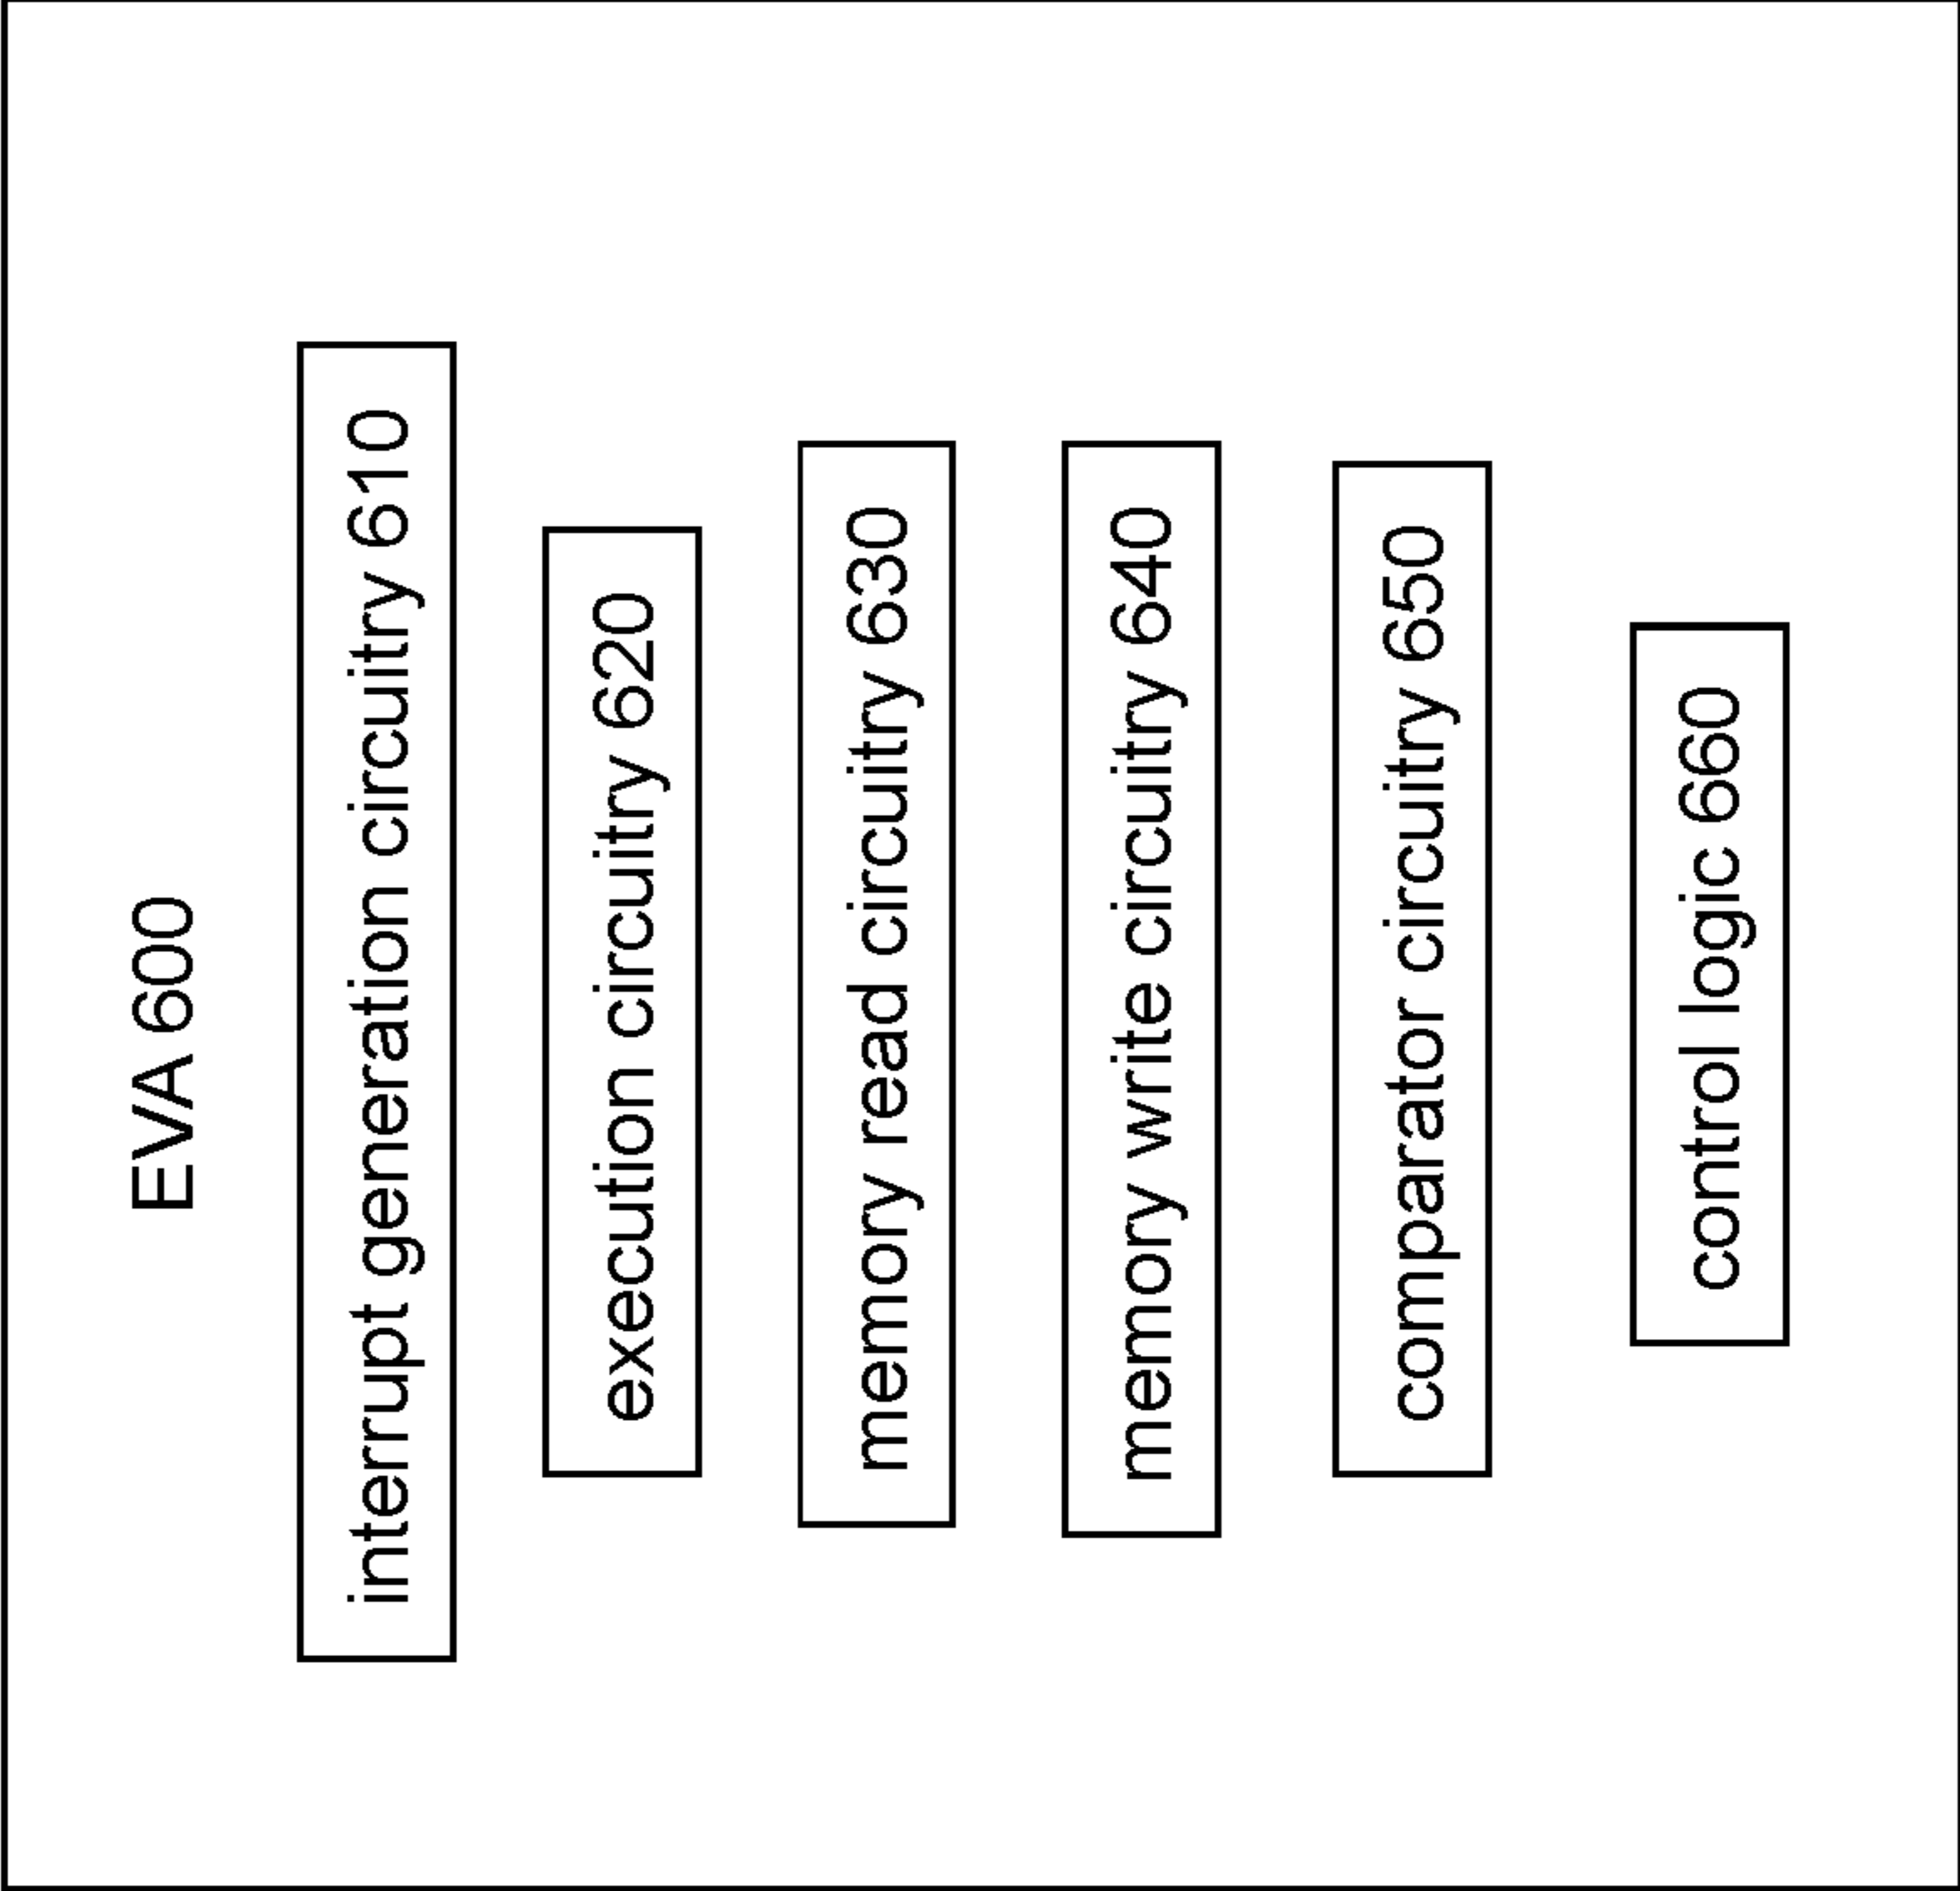 EVA 600
interrupt generation circuitry 610
execution circuitry 620
memory read circuitry 630
memory write circuitry 640
comparator circuitry 650
control logic 660